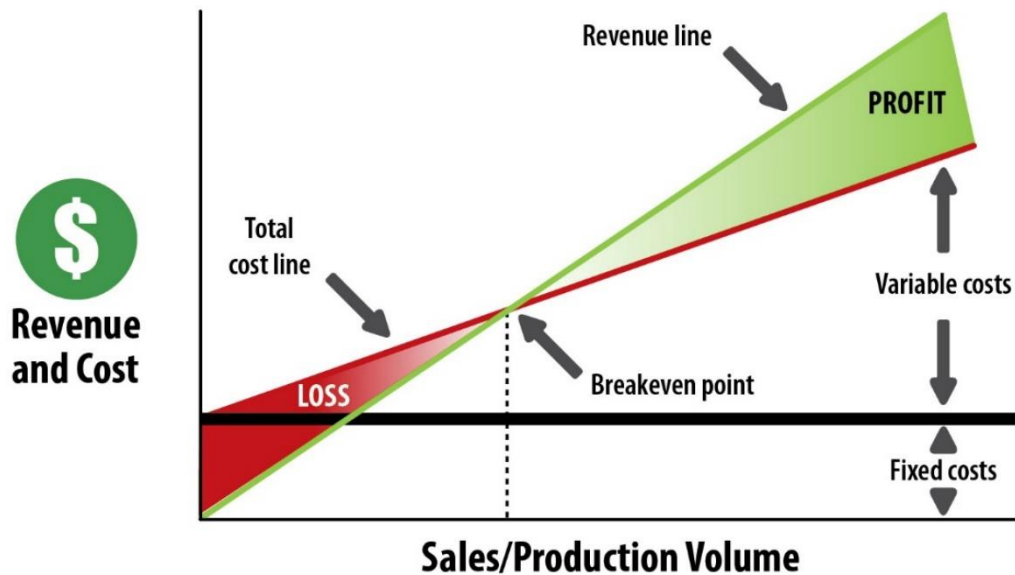 Revenue line
PROFIT
Total
cost line
$
Variable costs
Revenue
and Cost
Breakeven point
LOSS
Fixed costs
Sales/Production Volume